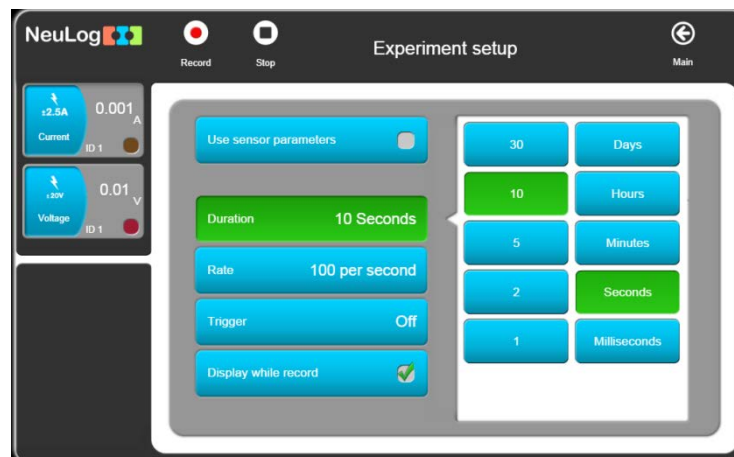 NeuLog
Record
Stop
Experiment setup
Main
±2.5A
0.001
A
Current
ID 1
±20V
0.01
V
Voltage
ID 1
Use sensor parameters
Duration 10 Seconds
Rate 100 per second
Trigger Off
Display while record
30 Days
10 Hours
5 Minutes
2 Seconds
1 Milliseconds